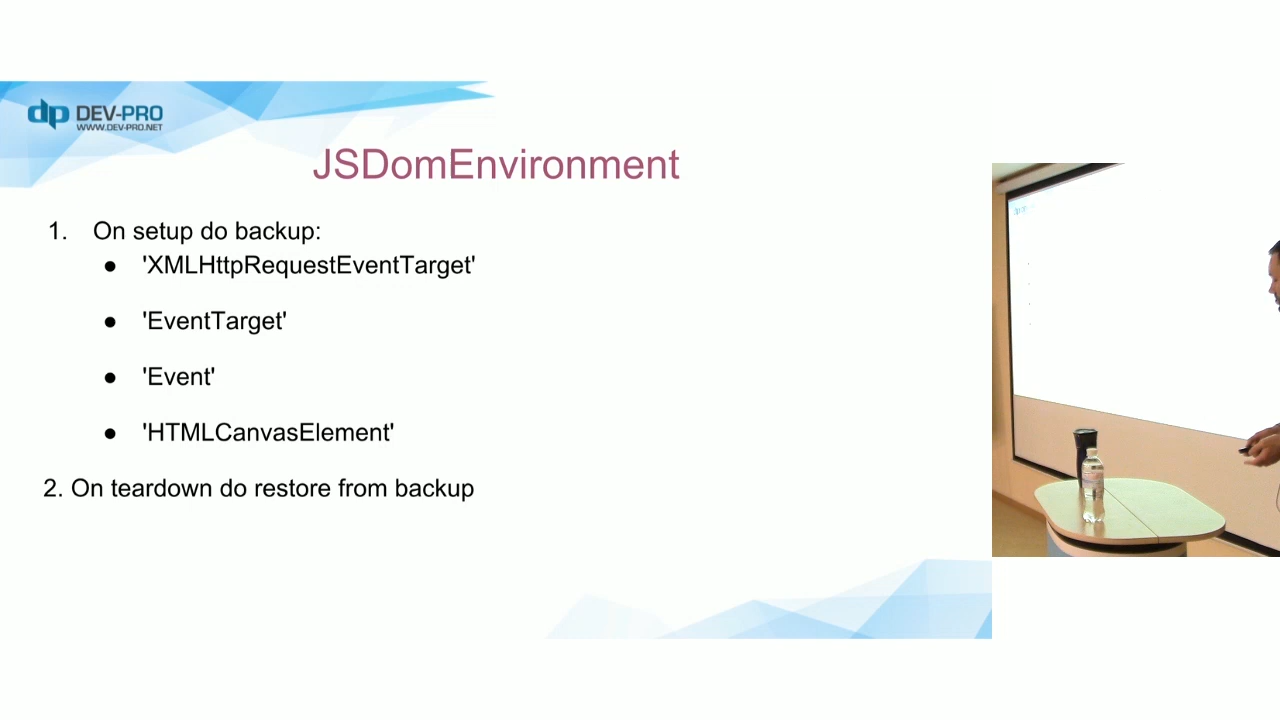 dp DEV-PRO
WWW.DEV-PRO.NET
JSDomEnvironment
1. On setup do backup:
● 'XMLHttpRequestEventTarget'
● 'EventTarget'
● 'Event'
● 'HTMLCanvasElement'
2. On teardown do restore from backup